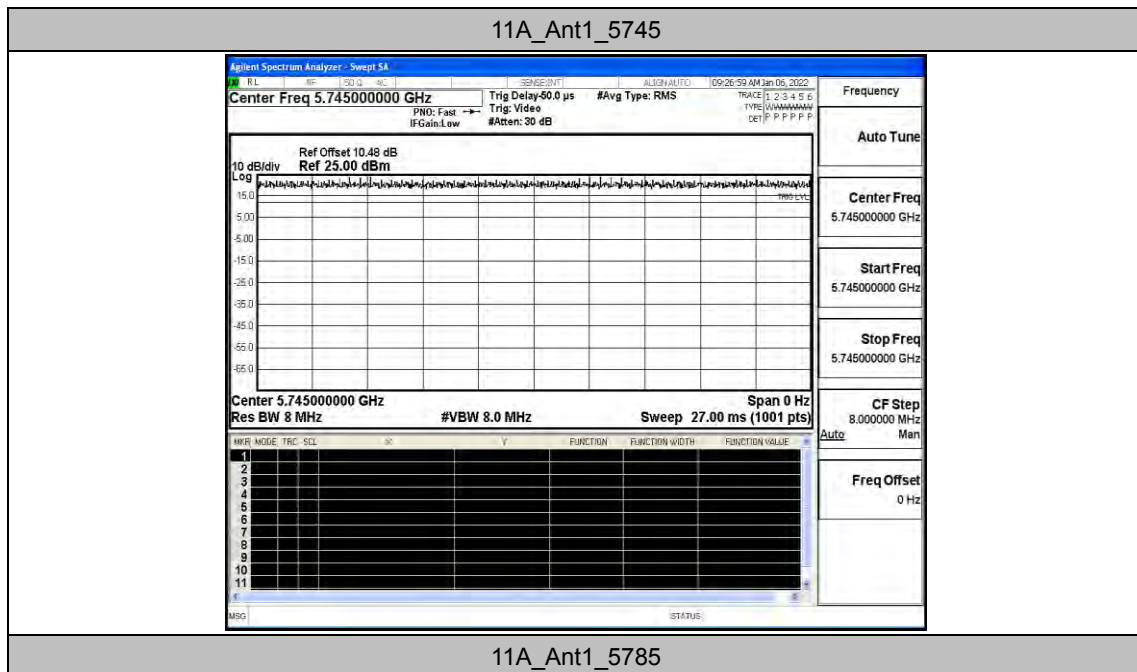 11A_Ant1_5745
Agilent Spectrum Analyzer - Swept SA
RL RF 50 Ω AC SENSE:INT ALIGN AUTO 09:26:59 AM Jan 06, 2022
Center Freq 5.745000000 GHz
PNO: Fast
IFGain:Low
Trig Delay-50.0 µs
Trig: Video
#Atten: 30 dB
#Avg Type: RMS
TRACE 1 2 3 4 5 6
TYPE
DET P P P P P P
Frequency
Auto Tune
Center Freq
5.745000000 GHz
Start Freq
5.745000000 GHz
Stop Freq
5.745000000 GHz
CF Step
8.000000 MHz
Auto Man
Freq Offset
0 Hz
Ref Offset 10.48 dB
10 dB/div Ref 25.00 dBm
Log
15.0
5.00
-5.00
-15.0
-25.0
-35.0
-45.0
-55.0
-65.0
TRIG LVL
Center 5.745000000 GHz Span 0 Hz
Res BW 8 MHz #VBW 8.0 MHz Sweep 27.00 ms (1001 pts)
MKR MODE TRC SCL X Y FUNCTION FUNCTION WIDTH FUNCTION VALUE
1
2
3
4
5
6
7
8
9
10
11
MSG STATUS
11A_Ant1_5785